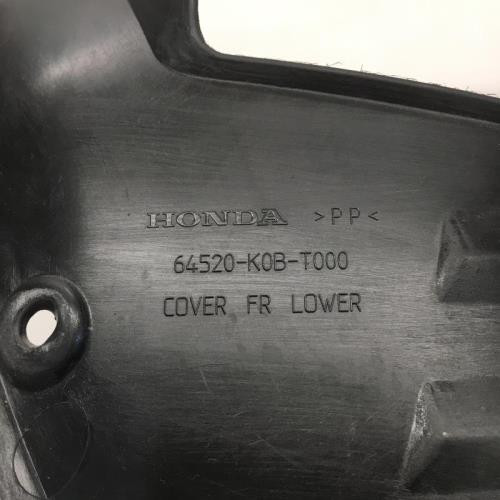 HONDA >PP<
64520-K0B-T000
COVER FR LOWER